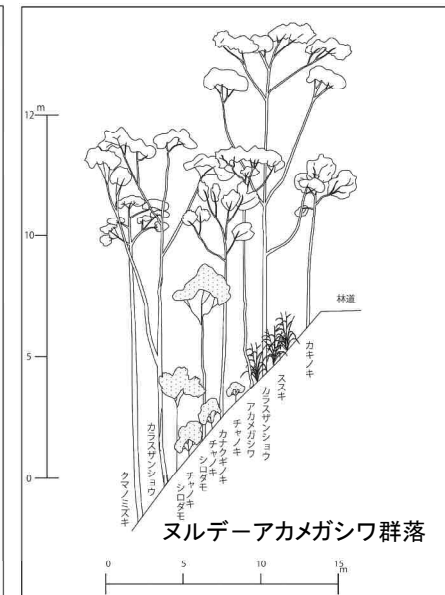 m
12
10
5
0
林道
カキノキ
ススキ
カラスザンショウ
アカメガシワ
チャノキ
カナクギノキ
チャノキ
シロダモ
チャノキ
シロダモ
カラスザンショウ
クマノミズキ
ヌルデーアカメガシワ群落
0 5 10 15
m